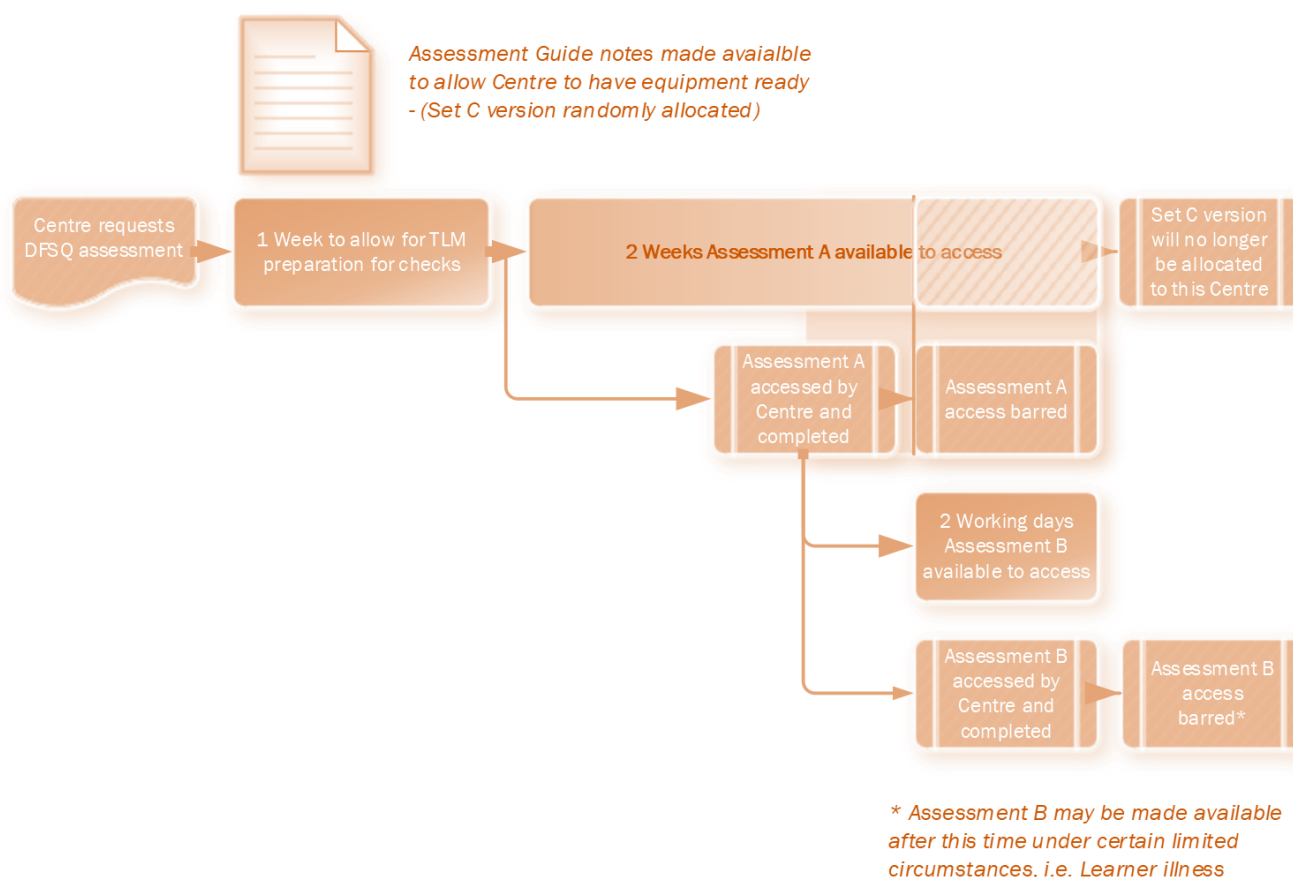 Assessment Guide notes made avaialble
to allow Centre to have equipment ready
- (Set C version randomly allocated)
Centre requests
DFSQ assessment
1 Week to allow for TLM
preparation for checks
2 Weeks Assessment A available to access
Set C version
will no longer
be allocated
to this Centre
Assessment A
accessed by
Centre and
completed
Assessment A
access barred
2 Working days
Assessment B
available to access
Assessment B
accessed by
Centre and
completed
Assessment B
access
barred*
* Assessment B may be made available
after this time under certain limited
circumstances, i.e. Learner illness